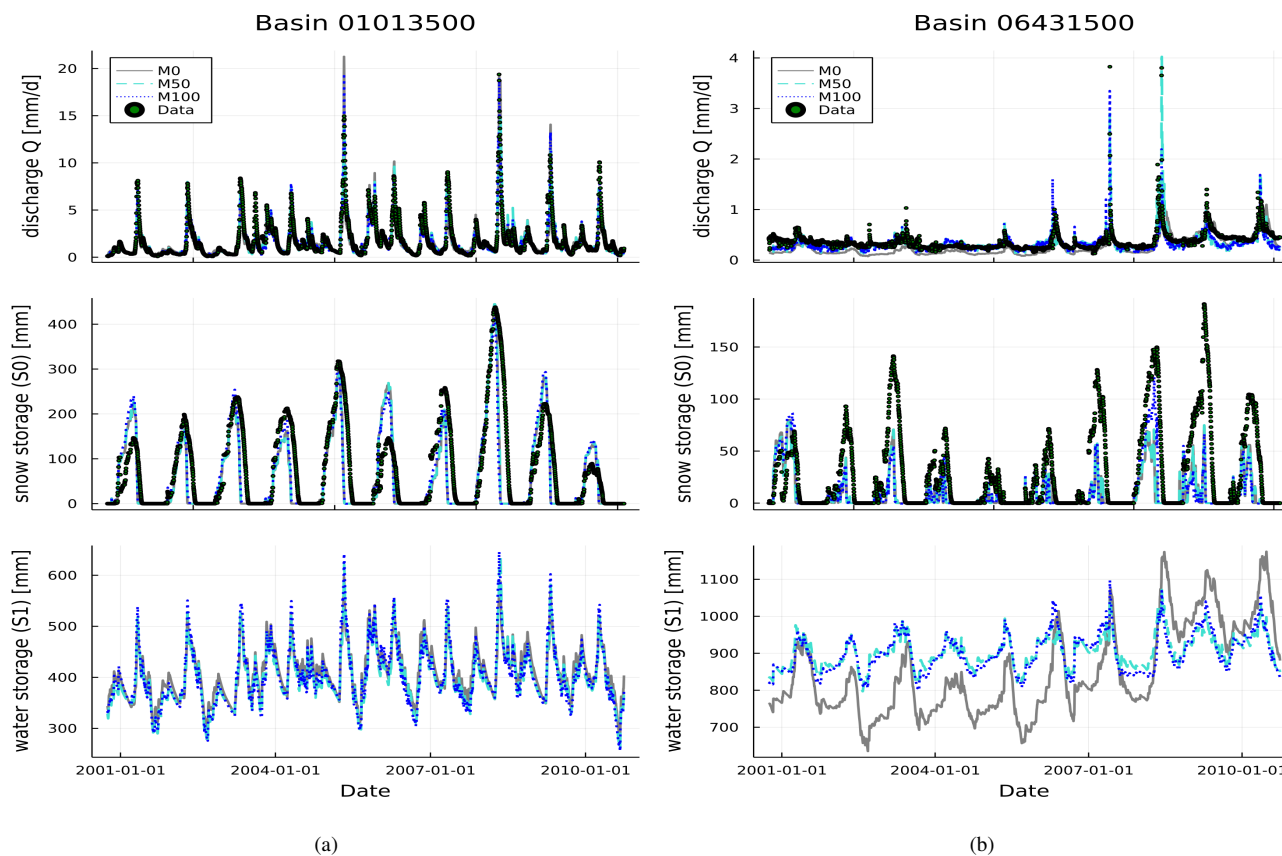 Basin 01013500
discharge Q [mm/d]
20
15
10
5
0
M0
M50
M100
Data
snow storage (S0) [mm]
400
300
200
100
0
water storage (S1) [mm]
600
500
400
300
2001-01-01 2004-01-01 2007-01-01 2010-01-01
Date
(a)
Basin 06431500
discharge Q [mm/d]
4
3
2
1
0
M0
M50
M100
Data
snow storage (S0) [mm]
150
100
50
0
water storage (S1) [mm]
1100
1000
900
800
700
2001-01-01 2004-01-01 2007-01-01 2010-01-0
Date
(b)